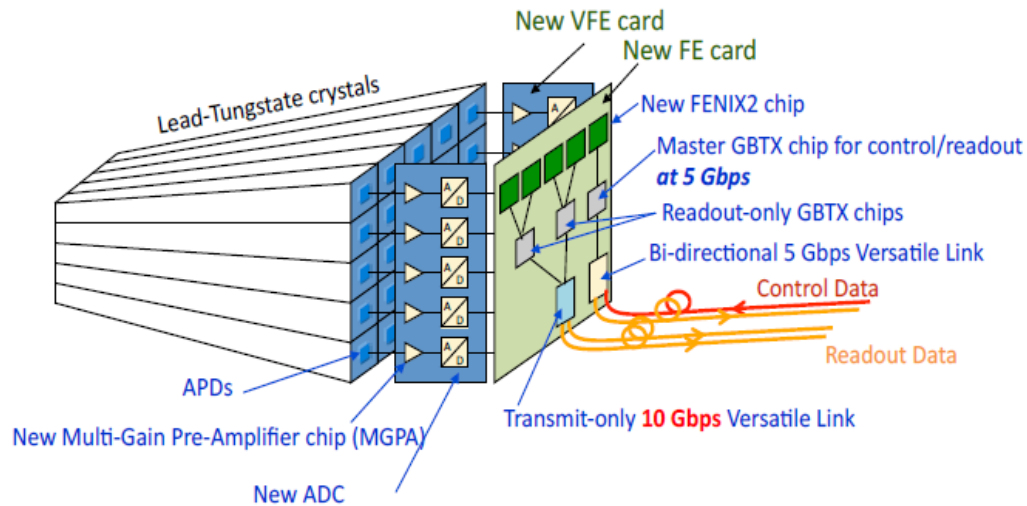 New VFE card
New FE card
Lead-Tungstate crystals
New FENIX2 chip
Master GBTX chip for control/readout
at 5 Gbps
Readout-only GBTX chips
Bi-directional 5 Gbps Versatile Link
Control Data
Readout Data
A
D
A
D
A
D
A
D
A
D
A
APDs
Transmit-only 10 Gbps Versatile Link
New Multi-Gain Pre-Amplifier chip (MGPA)
New ADC